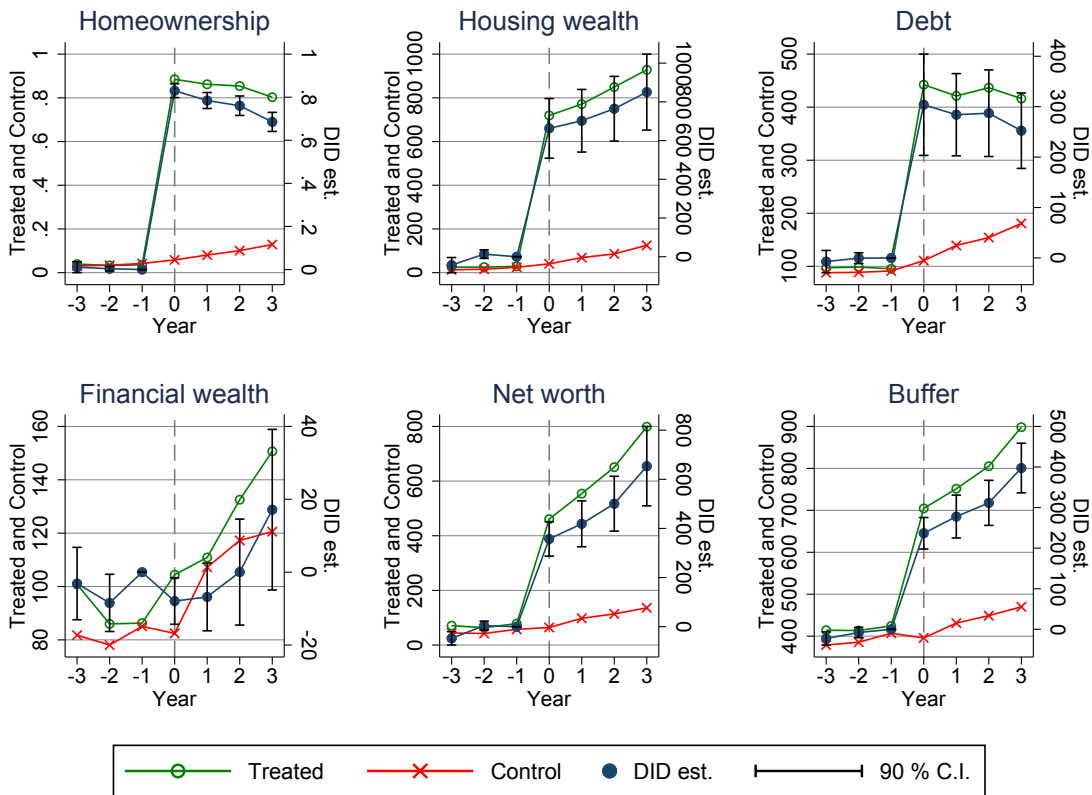 Homeownership
Treated and Control
0 .2 .4 .6 .8 1
DID est.
0 .2 .4 .6 .8 1
-3 -2 -1 0 1 2 3
Year
Housing wealth
Treated and Control
0 200 400 600 800 1000
DID est.
0 200 400 600 800 1000
-3 -2 -1 0 1 2 3
Year
Debt
Treated and Control
100 200 300 400 500
DID est.
0 100 200 300 400
-3 -2 -1 0 1 2 3
Year
Financial wealth
Treated and Control
80 100 120 140 160
DID est.
-20 0 20 40
-3 -2 -1 0 1 2 3
Year
Net worth
Treated and Control
0 200 400 600 800
DID est.
0 200 400 600 800
-3 -2 -1 0 1 2 3
Year
Buffer
Treated and Control
400 450 600 700 800 900
DID est.
0 100 200 300 400 500
-3 -2 -1 0 1 2 3
Year
Treated
Control
DID est.
90 % C.I.